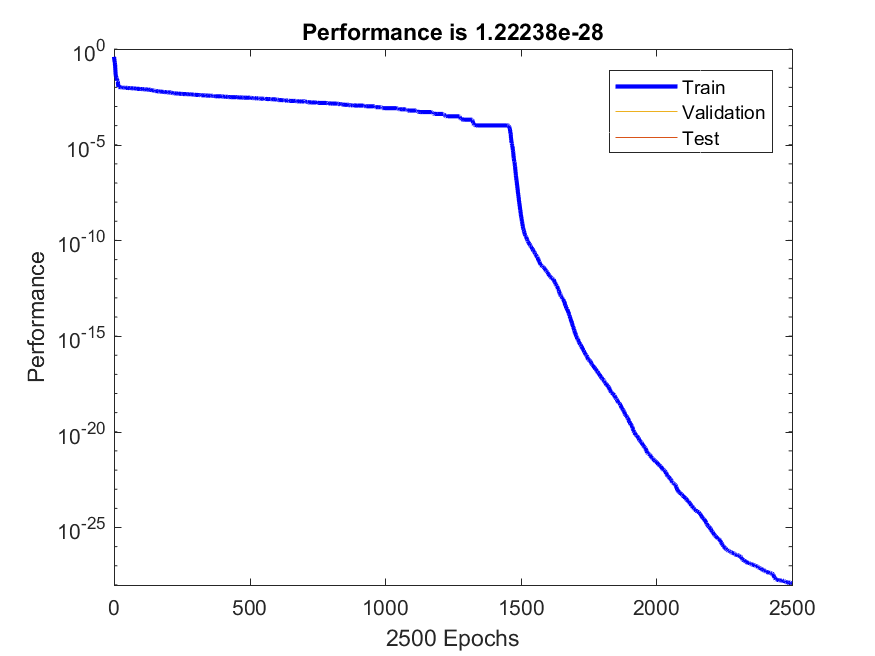 Performance is 1.22238e-28
Train
Validation
Test
10^0
10^-5
10^-10
10^-15
10^-20
10^-25
Performance
0 500 1000 1500 2000 2500
2500 Epochs